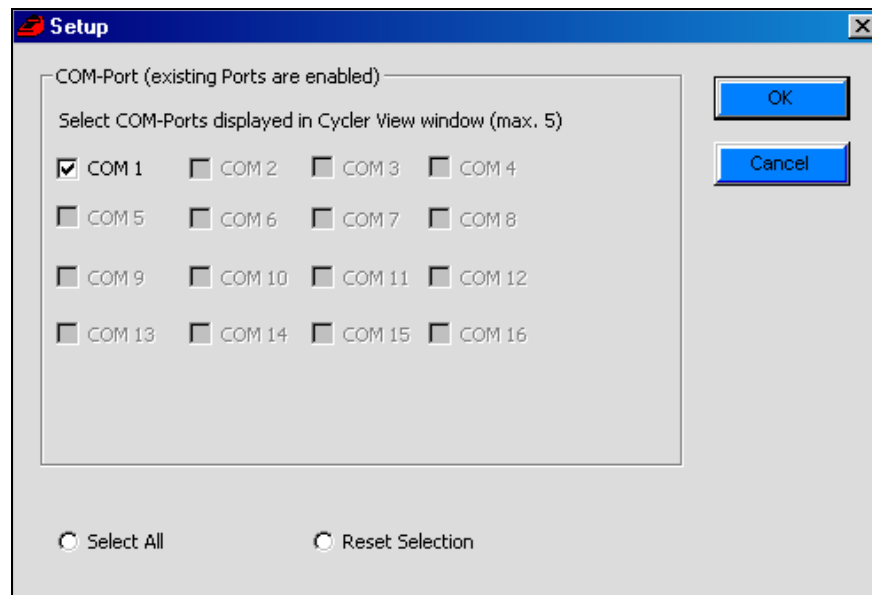 Setup
COM-Port (existing Ports are enabled)
OK
Select COM-Ports displayed in Cycler View window (max. 5)
COM 1 COM 2 COM 3 COM 4
Cancel
COM 5 COM 6 COM 7 COM 8
COM 9 COM 10 COM 11 COM 12
COM 13 COM 14 COM 15 COM 16
Select All Reset Selection